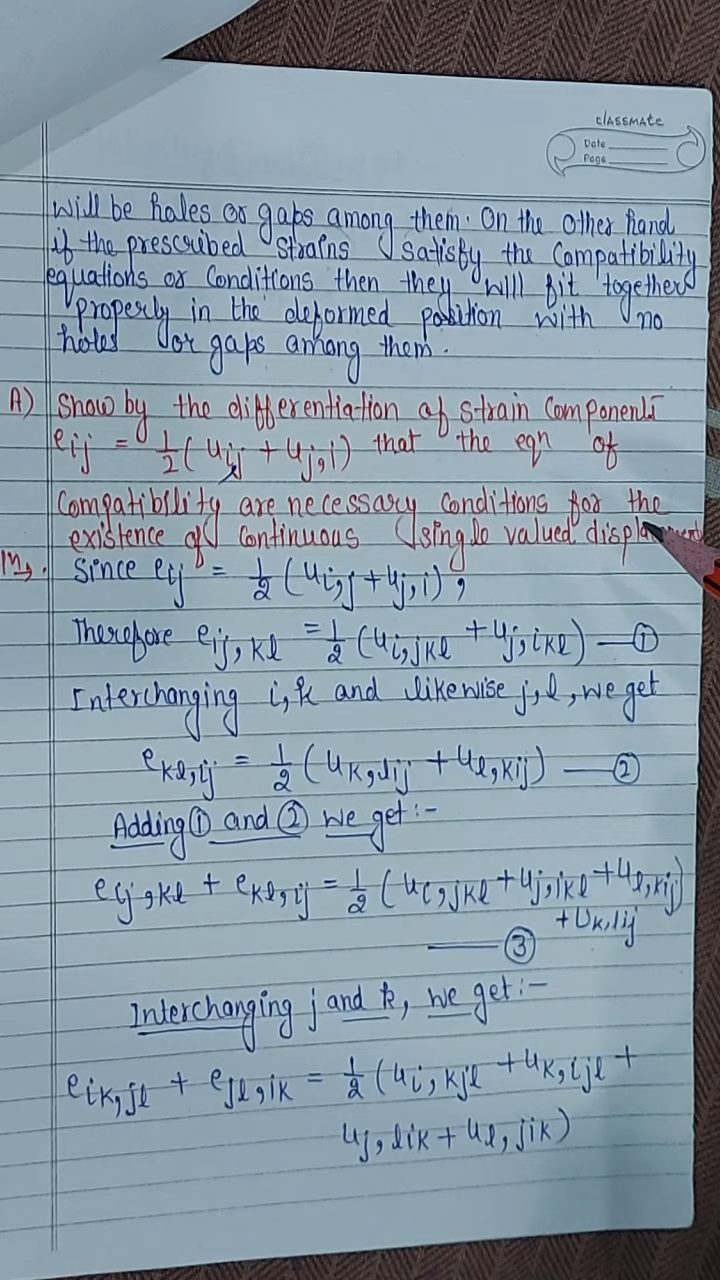 classmate
Date
Page
will be holes or gaps among them. On the other hand
if the prescribed strains satisfy the Compatibility
equations or Conditions then they will fit together
properly in the deformed position with no
holes or gaps among them.
A) Show by the differentiation of strain Components
eij = 1/2 (ui,j + uj,i) that the eqn of
Compatibility are necessary conditions for the
existence of continuous single valued
Since eij = 1/2 (ui,j + uj,i),
Therefore eij,kl = 1/2 (ui,jkl + uj,ikl) — ①
Interchanging i,k and likewise j,l, we get
ekl,ij = 1/2 (uk,lij + ul,kij) — ②
Adding ① and ② we get:-
eij,kl + ekl,ij = 1/2 (ui,jkl + uj,ikl + ul,kij)
+ uk,lij
— ③
Interchanging j and k, we get:-
eik,jl + ejl,ik = 1/2 (ui,kjl + uk,ijl +
uj,lik + ul,jik)